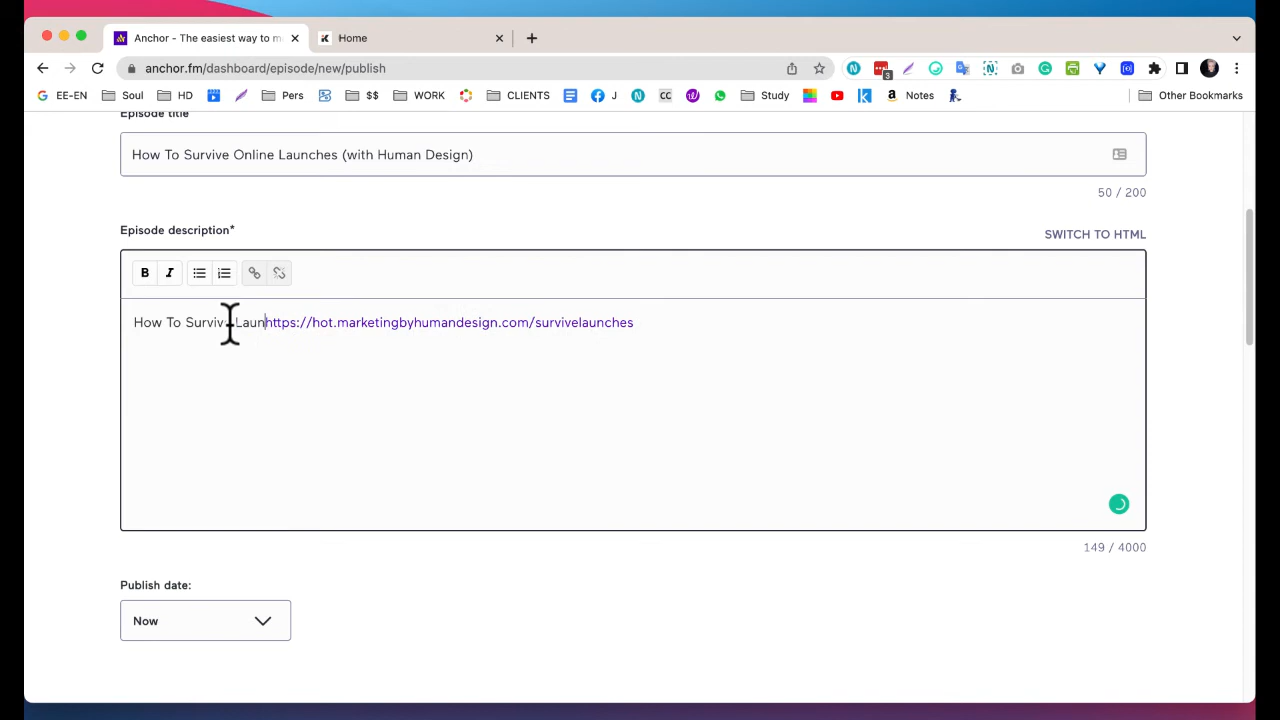 Anchor - The easiest way to m
Home
anchor.fm/dashboard/episode/new/publish
3
EE-EN
Soul
HD
Pers
$$
WORK
CLIENTS
J
CC
Study
Notes
Other Bookmarks
Episode title
How To Survive Online Launches (with Human Design)
50 / 200
Episode description*
SWITCH TO HTML
B I
How To Surviv Launhttps://hot.marketingbyhumandesign.com/survivelaunches
149 / 4000
Publish date:
Now